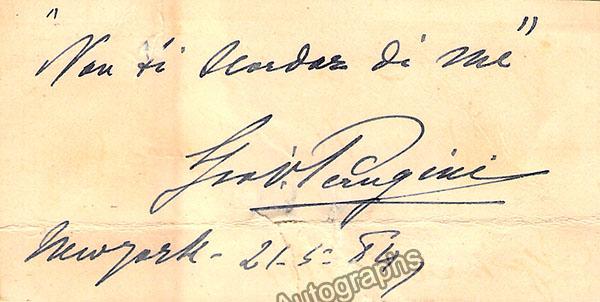 "Non ti scordar di me"
Giov. Perugini
New york - 21-5-84
Autographs